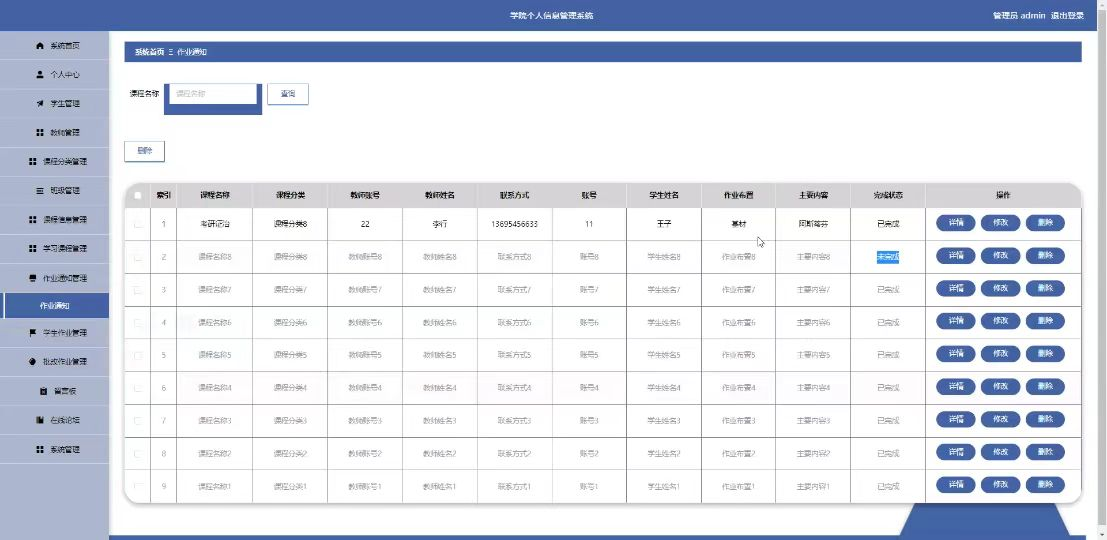 学院个人信息管理系统
管理员 admin 退出登录
系统首页
个人中心
学生管理
教师管理
课程分类管理
班级管理
课程信息管理
学习课程管理
作业通知管理
作业通知
学生作业管理
批改作业管理
留言板
在线论坛
系统管理
系统首页 Ξ 作业通知
课程名称 课程名称 查询
删除
索引 课程名称 课程分类 教师账号 教师姓名 联系方式 账号 学生姓名 作业布置 主要内容 完成状态 操作
1 考研政治 课程分类8 22 李行 13695456633 11 王子 基材 阿斯蒂芬 已完成 详情 修改 删除
2 课程名称8 课程分类8 教师账号8 教师姓名8 联系方式8 账号8 学生姓名8 作业布置8 主要内容8 未完成 详情 修改 删除
3 课程名称7 课程分类7 教师账号7 教师姓名7 联系方式7 账号7 学生姓名7 作业布置7 主要内容7 已完成 详情 修改 删除
4 课程名称6 课程分类6 教师账号6 教师姓名6 联系方式6 账号6 学生姓名6 作业布置6 主要内容6 已完成 详情 修改 删除
5 课程名称5 课程分类5 教师账号5 教师姓名5 联系方式5 账号5 学生姓名5 作业布置5 主要内容5 已完成 详情 修改 删除
6 课程名称4 课程分类4 教师账号4 教师姓名4 联系方式4 账号4 学生姓名4 作业布置4 主要内容4 已完成 详情 修改 删除
7 课程名称3 课程分类3 教师账号3 教师姓名3 联系方式3 账号3 学生姓名3 作业布置3 主要内容3 已完成 详情 修改 删除
8 课程名称2 课程分类2 教师账号2 教师姓名2 联系方式2 账号2 学生姓名2 作业布置2 主要内容2 已完成 详情 修改 删除
9 课程名称1 课程分类1 教师账号1 教师姓名1 联系方式1 账号1 学生姓名1 作业布置1 主要内容1 已完成 详情 修改 删除